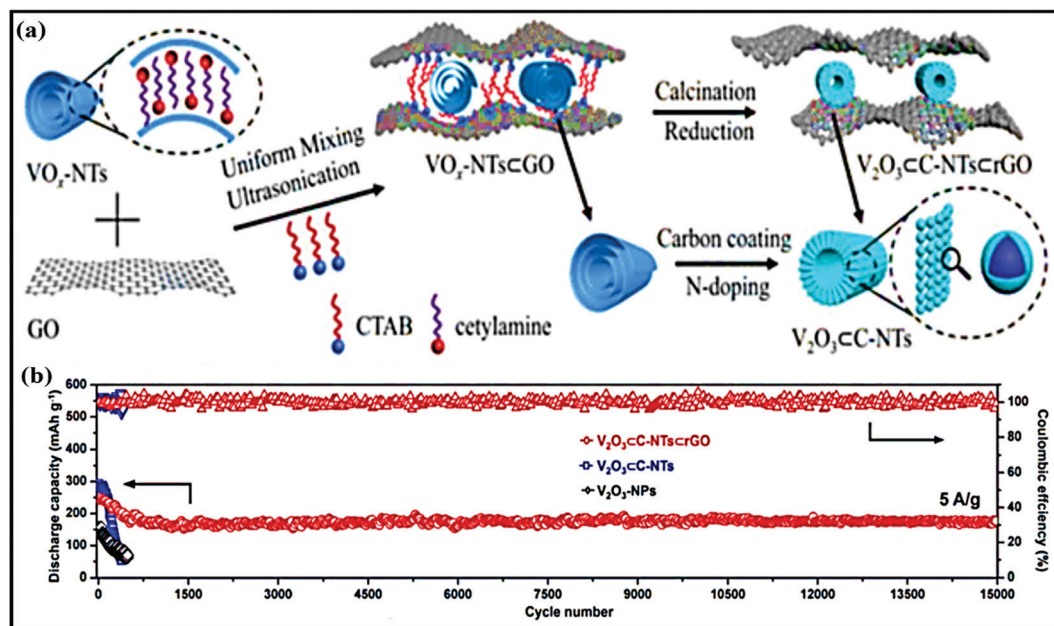 (a)
VOx-NTs
GO
Uniform Mixing
Ultrasonication
CTAB
cetylamine
VOx-NTs⊂GO
Calcination
Reduction
V2O3⊂C-NTs⊂rGO
Carbon coating
N-doping
V2O3⊂C-NTs
(b)
Discharge capacity (mAh g-1)
600
500
400
300
200
100
0
V2O3⊂C-NTs⊂rGO
V2O3⊂C-NTs
V2O3-NPs
5 A/g
100
80
60
40
20
0
Coulombic efficiency (%)
0 1500 3000 4500 6000 7500 9000 10500 12000 13500 15000
Cycle number